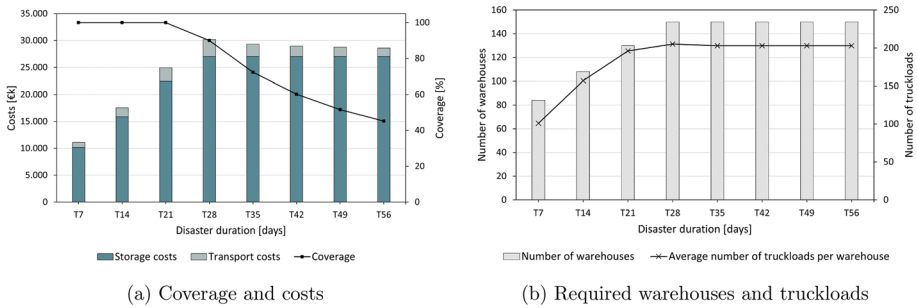 35.000
30.000
25.000
20.000
15.000
10.000
5.000
0
Costs [€k]
100
80
60
40
20
0
Coverage [%]
T7 T14 T21 T28 T35 T42 T49 T56
Disaster duration [days]
Storage costs Transport costs Coverage
(a) Coverage and costs
160
140
120
100
80
60
40
20
0
Number of warehouses
250
200
150
100
50
0
Number of truckloads
T7 T14 T21 T28 T35 T42 T49 T56
Disaster duration [days]
Number of warehouses Average number of truckloads per warehouse
(b) Required warehouses and truckloads